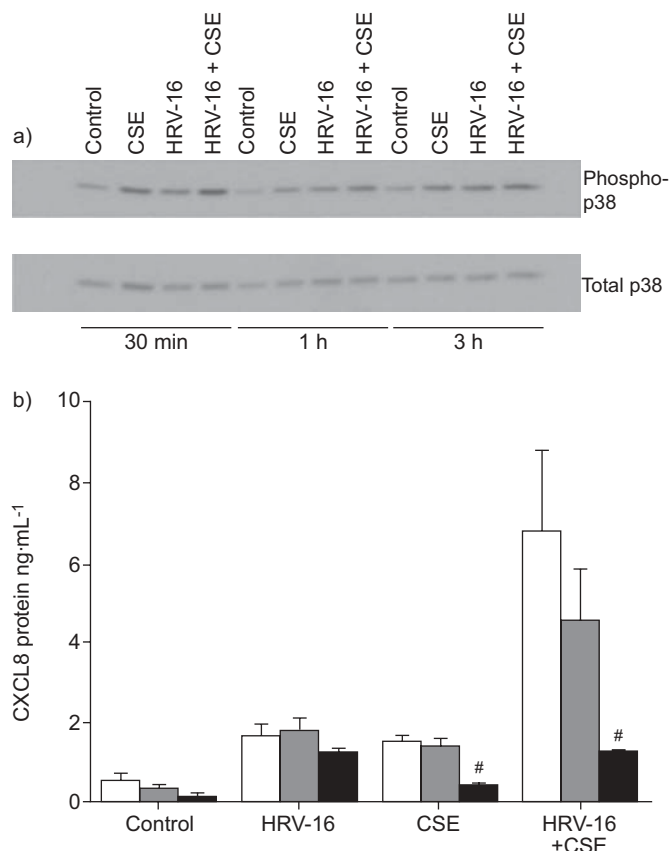 a)
Control
CSE
HRV-16
HRV-16 + CSE
Control
CSE
HRV-16
HRV-16 + CSE
Control
CSE
HRV-16
HRV-16 + CSE
Phospho-
p38
Total p38
30 min 1 h 3 h
b)
CXCL8 protein ng·mL-1
10
8
6
4
2
0
#
#
Control HRV-16 CSE HRV-16
+CSE